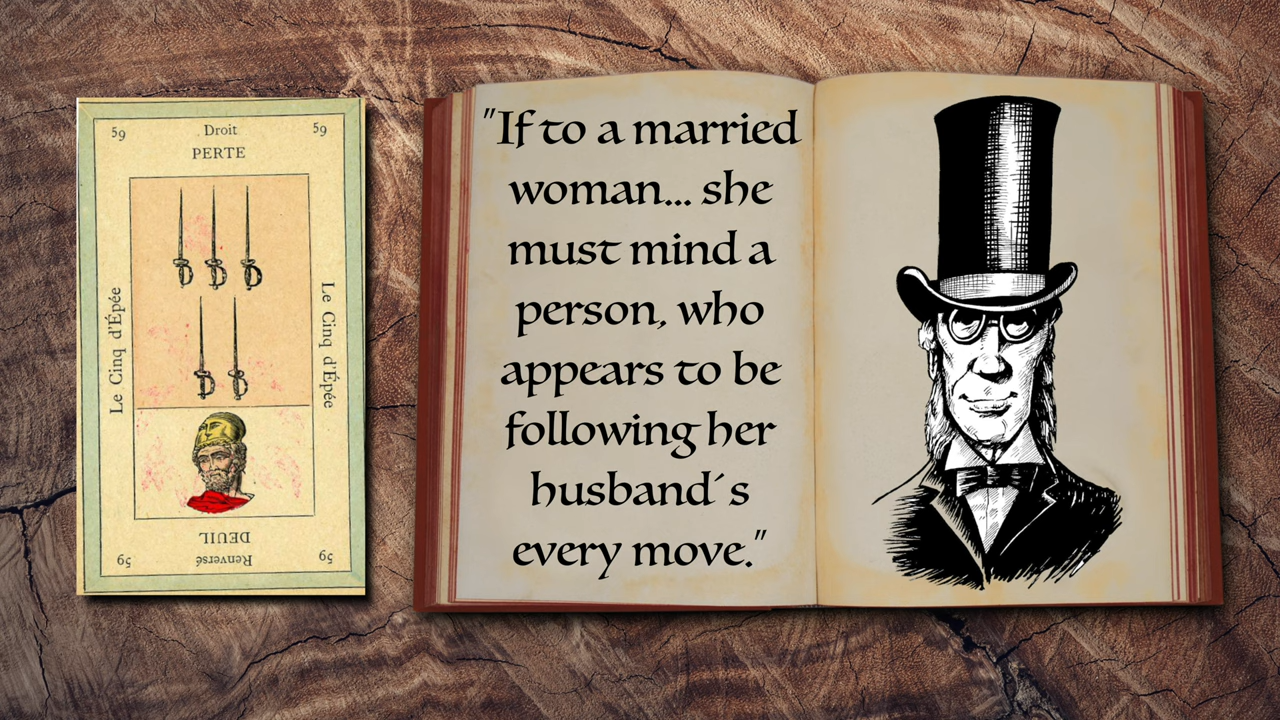 59 Droit 59
PERTE
Le Cinq d'Épée
Le Cinq d'Épée
DEUIL
59 Renversé 59
"If to a married
woman... she
must mind a
person, who
appears to be
following her
husband´s
every move."